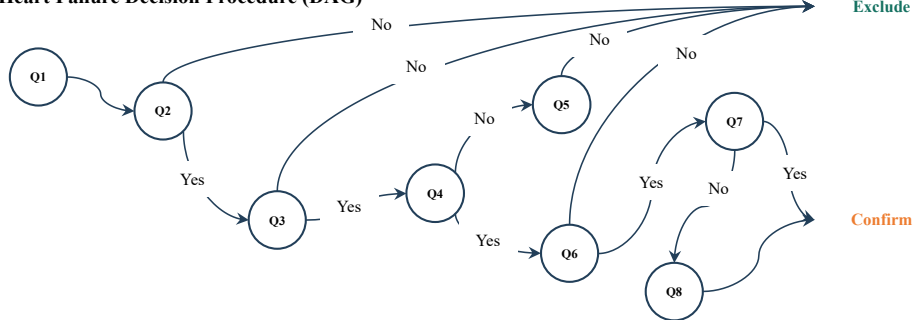 Heart Failure Decision Procedure (DAG)
Exclude
No
No
No
No
Q1
Q2
Q5
Q7
No
Yes
Yes
Yes
No
Q4
Yes
Q3
Confirm
Yes
Q6
Q8